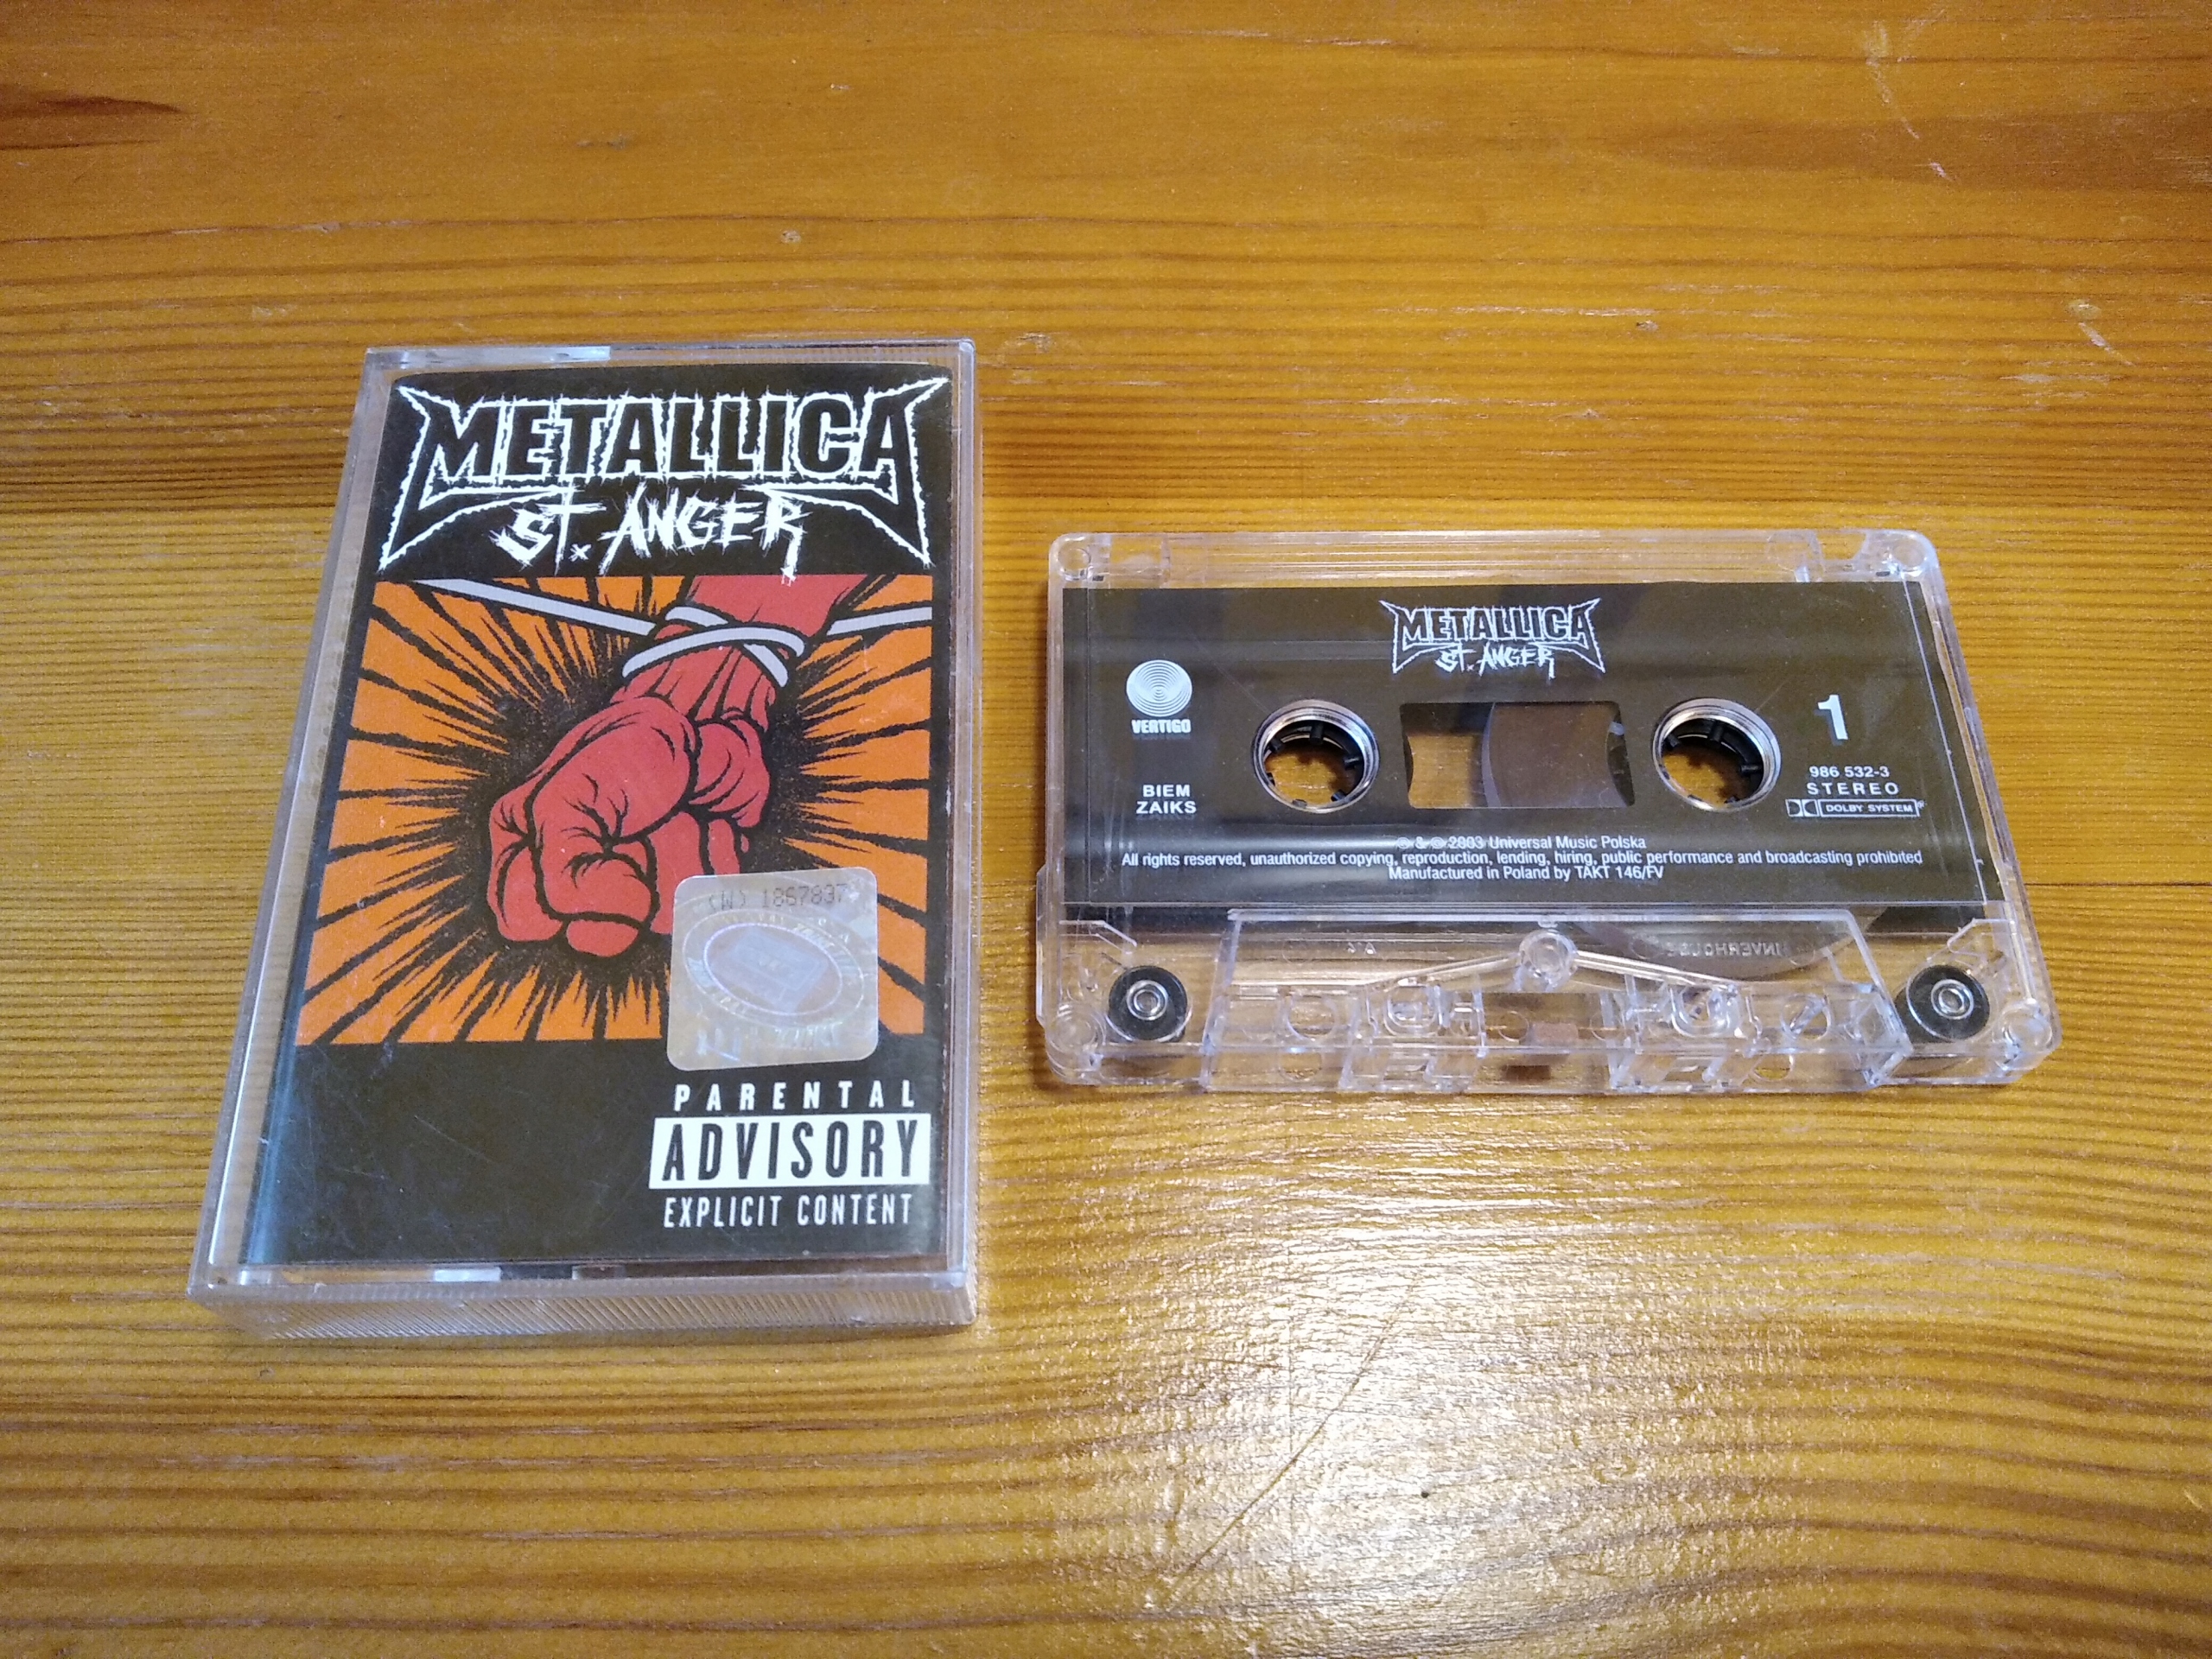 METALLICA
ST. ANGER
(W) 1867837
PARENTAL
ADVISORY
EXPLICIT CONTENT
METALLICA
ST. ANGER
VERTIGO
1
BIEM
ZAIKS
986 532-3
STEREO
DOLBY SYSTEM®
℗ & © 2003 Universal Music Polska
All rights reserved, unauthorized copying, reproduction, lending, hiring, public performance and broadcasting prohibited
Manufactured in Poland by TAKT 146/FV